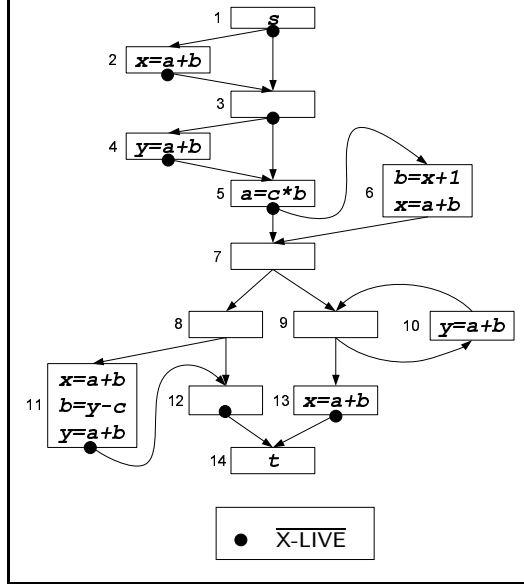 1 s
2 x=a+b
3
4 y=a+b
5 a=c*b
6 b=x+1
x=a+b
7
8
9
10 y=a+b
11 x=a+b
b=y-c
y=a+b
12
13 x=a+b
14 t
X-LIVE